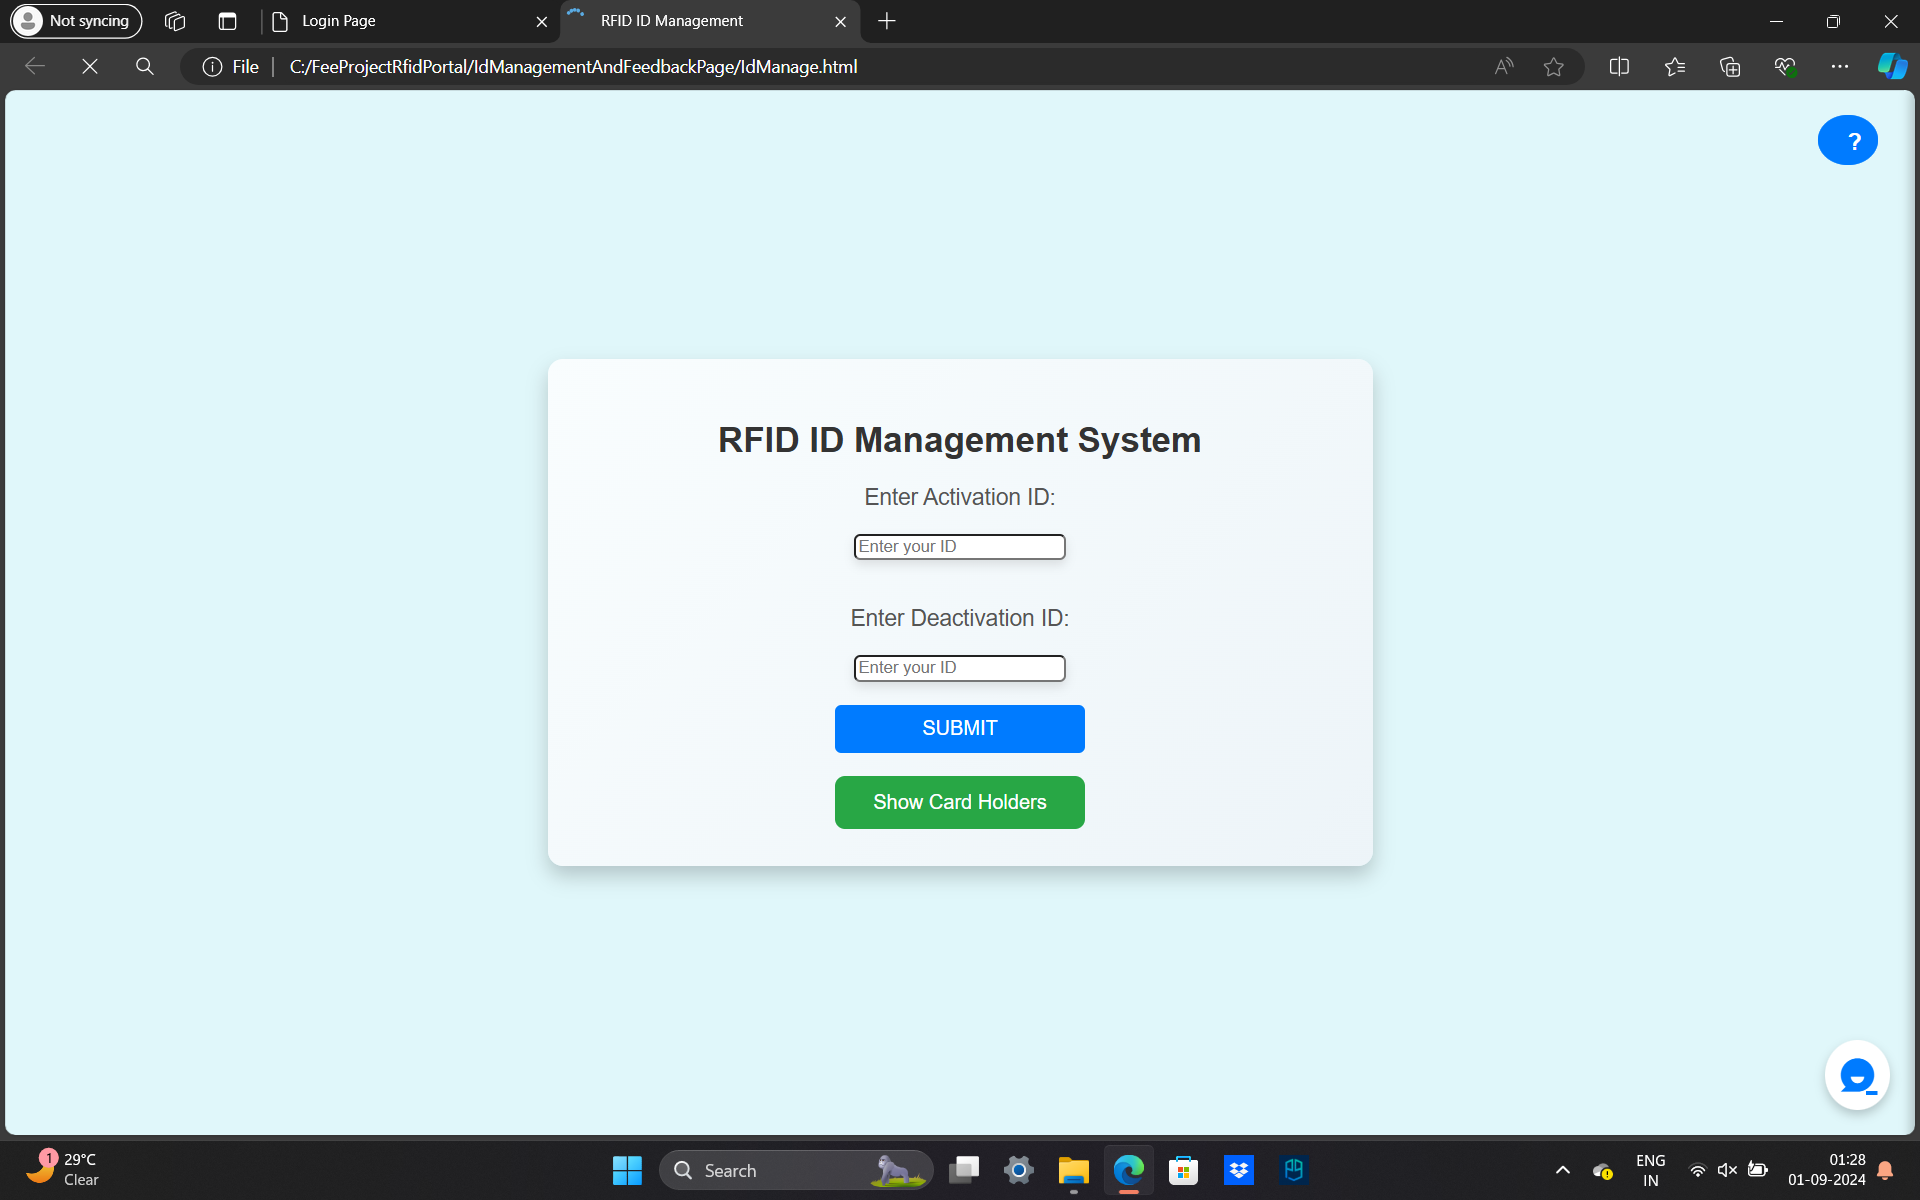 Not syncing
Login Page
RFID ID Management
File
C:/FeeProjectRfidPortal/IdManagementAndFeedbackPage/IdManage.html
?
RFID ID Management System
Enter Activation ID:
Enter your ID
Enter Deactivation ID:
Enter your ID
SUBMIT
Show Card Holders
1
29°C
Clear
Search
ENG
IN
01:28
01-09-2024